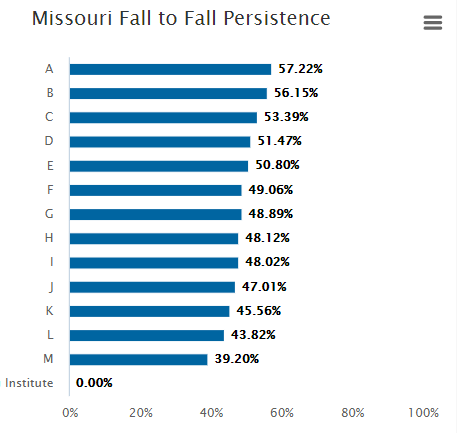 Missouri Fall to Fall Persistence
A 57.22%
B 56.15%
C 53.39%
D 51.47%
E 50.80%
F 49.06%
G 48.89%
H 48.12%
I 48.02%
J 47.01%
K 45.56%
L 43.82%
M 39.20%
Institute 0.00%
0% 20% 40% 60% 80% 100%